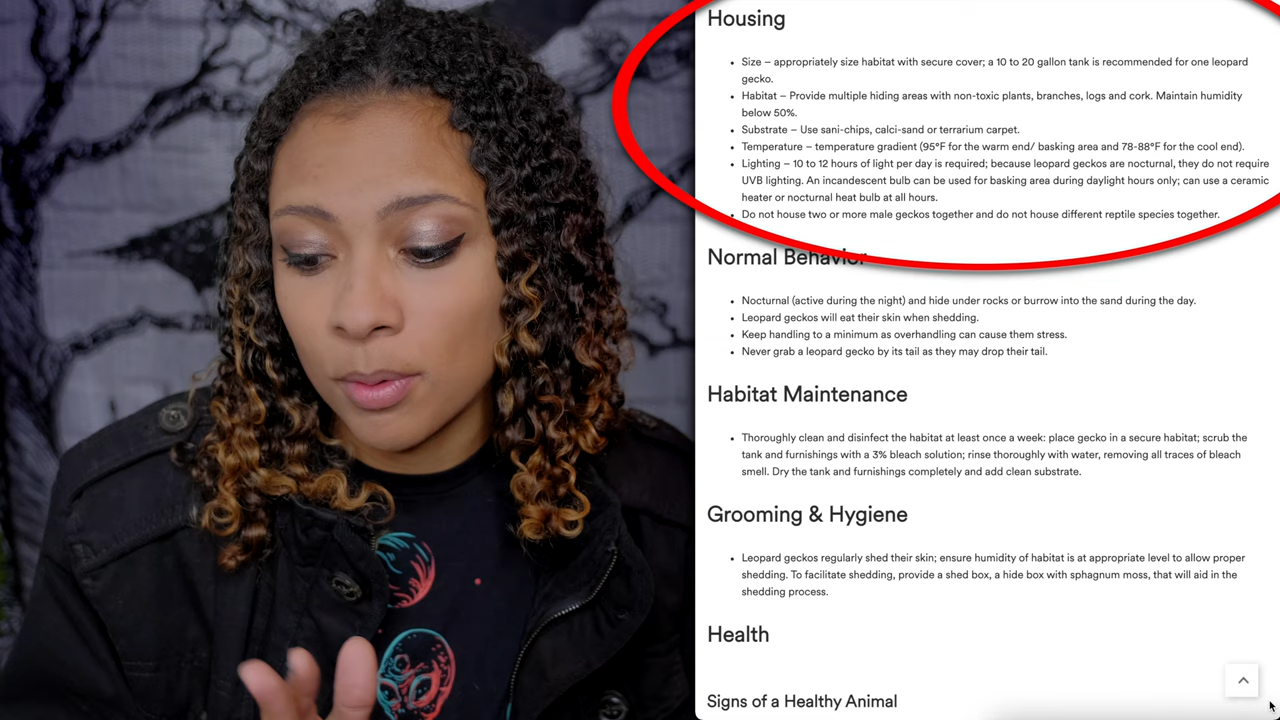 Housing
Size – appropriately size habitat with secure cover; a 10 to 20 gallon tank is recommended for one leopard
gecko.
Habitat – Provide multiple hiding areas with non-toxic plants, branches, logs and cork. Maintain humidity
below 50%.
Substrate – Use sani-chips, calci-sand or terrarium carpet.
Temperature – temperature gradient (95°F for the warm end/ basking area and 78-88°F for the cool end).
Lighting – 10 to 12 hours of light per day is required; because leopard geckos are nocturnal, they do not require
UVB lighting. An incandescent bulb can be used for basking area during daylight hours only; can use a ceramic
heater or nocturnal heat bulb at all hours.
Do not house two or more male geckos together and do not house different reptile species together.
Normal Behavior
Nocturnal (active during the night) and hide under rocks or burrow into the sand during the day.
Leopard geckos will eat their skin when shedding.
Keep handling to a minimum as overhandling can cause them stress.
Never grab a leopard gecko by its tail as they may drop their tail.
Habitat Maintenance
Thoroughly clean and disinfect the habitat at least once a week: place gecko in a secure habitat; scrub the
tank and furnishings with a 3% bleach solution; rinse thoroughly with water, removing all traces of bleach
smell. Dry the tank and furnishings completely and add clean substrate.
Grooming & Hygiene
Leopard geckos regularly shed their skin; ensure humidity of habitat is at appropriate level to allow proper
shedding. To facilitate shedding, provide a shed box, a hide box with sphagnum moss, that will aid in the
shedding process.
Health
Signs of a Healthy Animal